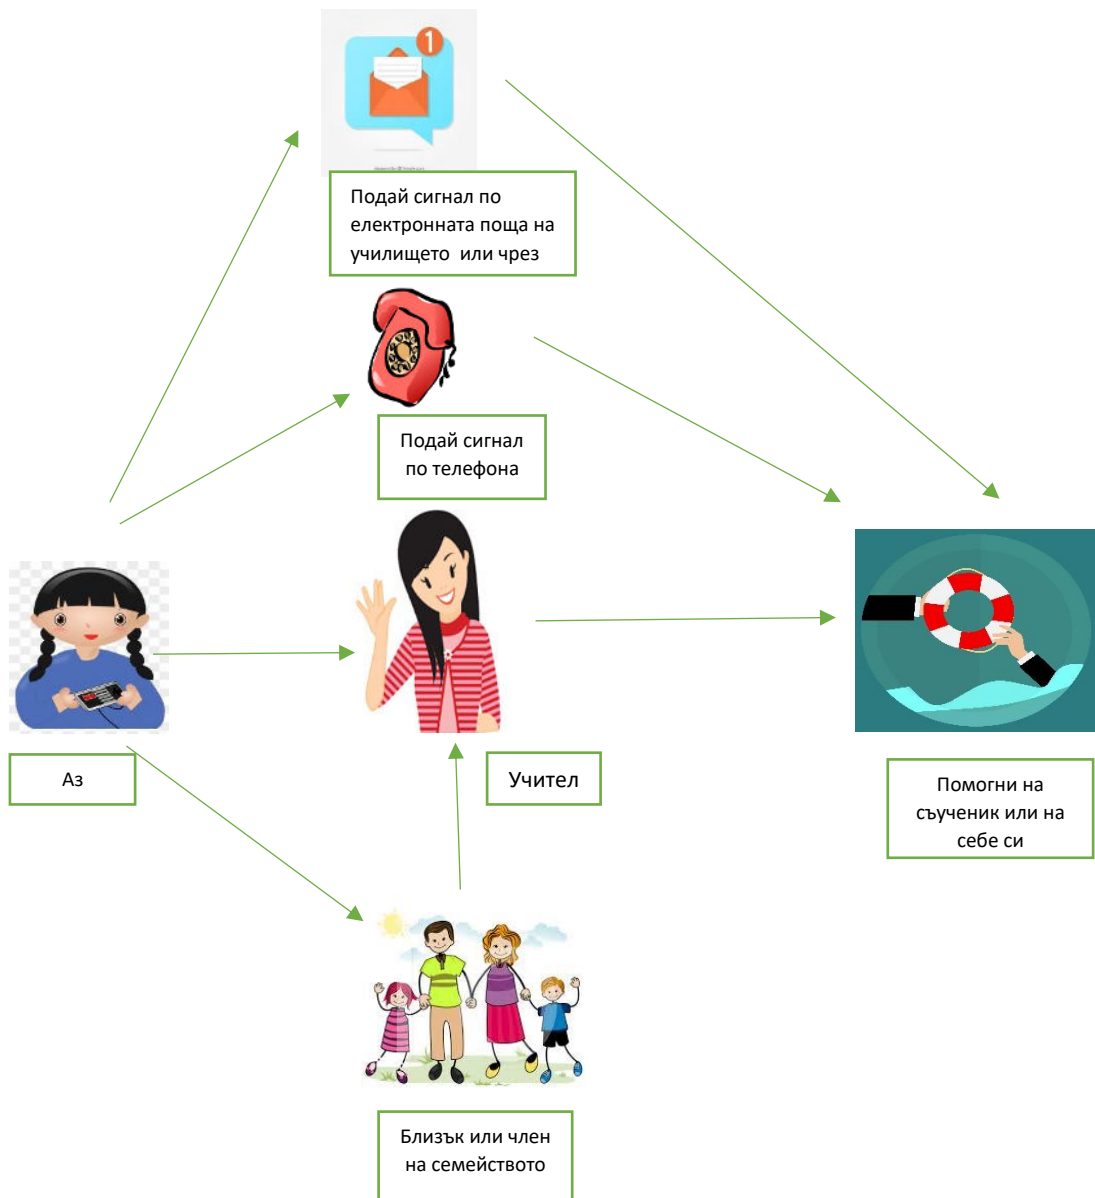 1
Подай сигнал по
електронната поща на
училището или чрез
Подай сигнал
по телефона
Аз
Учител
Помогни на
съученик или на
себе си
Близък или член
на семейството